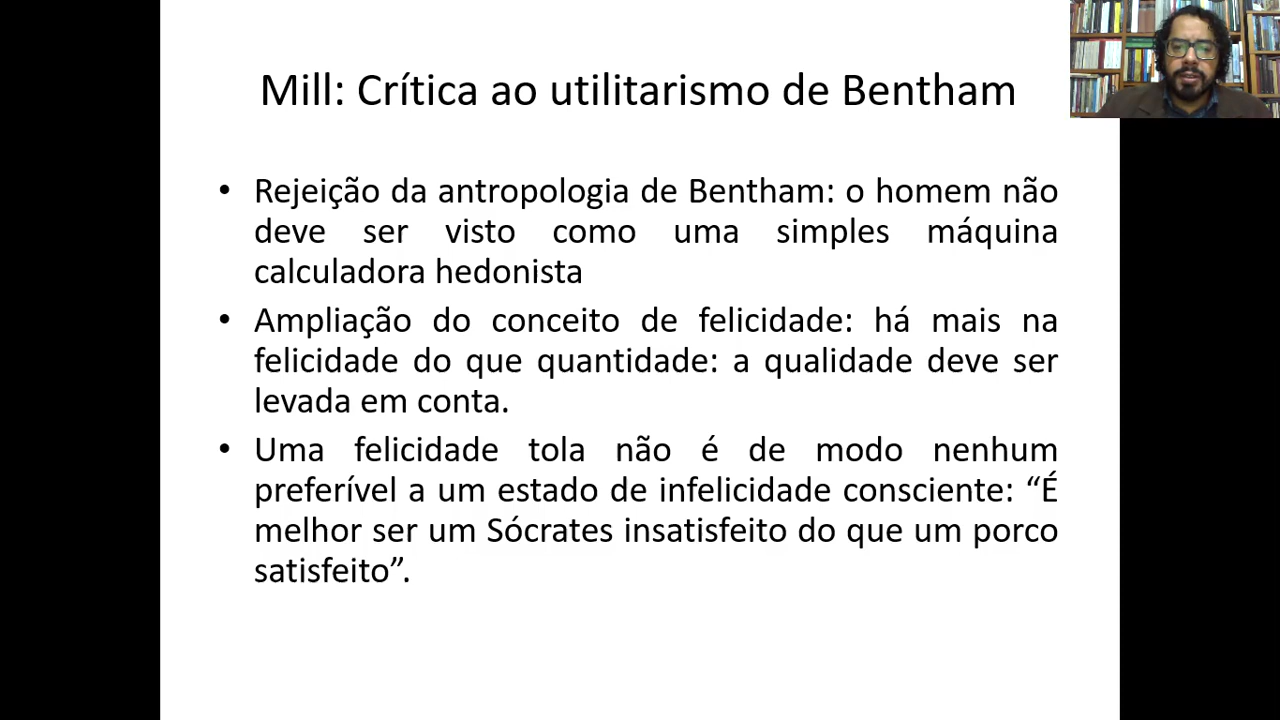 Mill: Crítica ao utilitarismo de Bentham
• Rejeição da antropologia de Bentham: o homem não
deve ser visto como uma simples máquina
calculadora hedonista
• Ampliação do conceito de felicidade: há mais na
felicidade do que quantidade: a qualidade deve ser
levada em conta.
• Uma felicidade tola não é de modo nenhum
preferível a um estado de infelicidade consciente: “É
melhor ser um Sócrates insatisfeito do que um porco
satisfeito”.